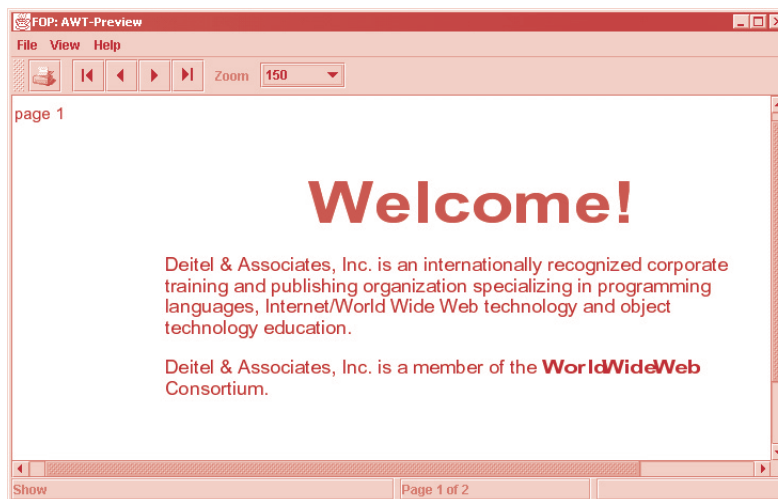 FOP: AWT-Preview
File View Help
Zoom 150
page 1
Welcome!
Deitel & Associates, Inc. is an internationally recognized corporate
training and publishing organization specializing in programming
languages, Internet/World Wide Web technology and object
technology education.
Deitel & Associates, Inc. is a member of the WorldWideWeb
Consortium.
Show Page 1 of 2